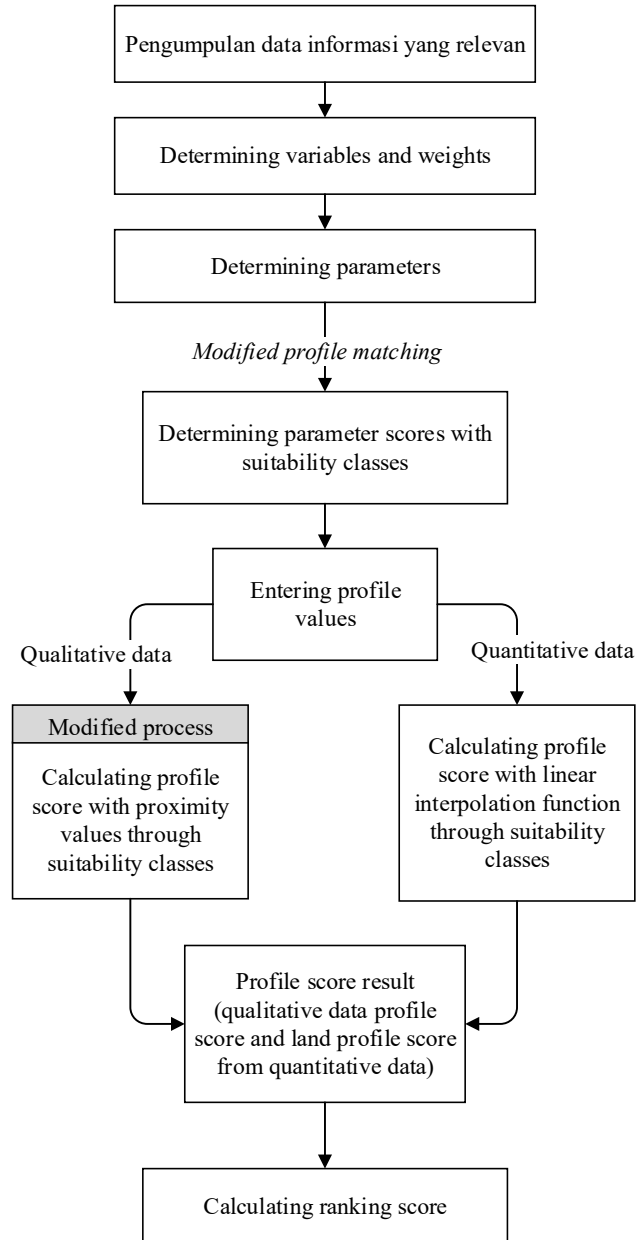 Pengumpulan data informasi yang relevan
Determining variables and weights
Determining parameters
Modified profile matching
Determining parameter scores with
suitability classes
Entering profile
values
Qualitative data
Quantitative data
Modified process
Calculating profile
score with proximity
values through
suitability classes
Calculating profile
score with linear
interpolation function
through suitability
classes
Profile score result
(qualitative data profile
score and land profile score
from quantitative data)
Calculating ranking score